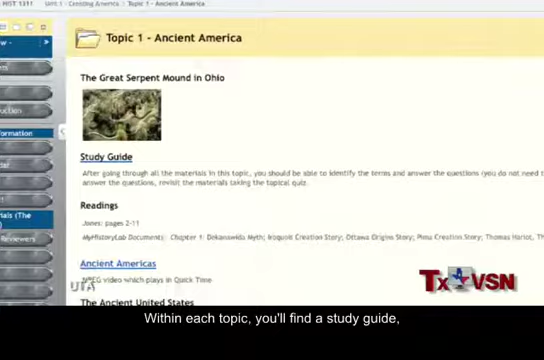 HIST 1311 Unit 1 - Creating America > Topic 1 - Ancient America
Topic 1 - Ancient America
The Great Serpent Mound in Ohio
Study Guide
After going through all the materials in this topic, you should be able to identify the terms and answer the questions (you do not need t
answer the questions, revisit the materials taking the topical quiz.
Readings
Jones: pages 2-11
MyHistoryLab Documents: Chapter 1: Dekanawida Myth; Iroquois Creation Story; Ottawa Origins Story; Pima Creation Story; Thomas Hariot, Th
Ancient Americas
MPEG video which plays in Quick Time
The Ancient United States
formation
rials (The
Reviewers
UTA
TxVSN
Within each topic, you'll find a study guide,